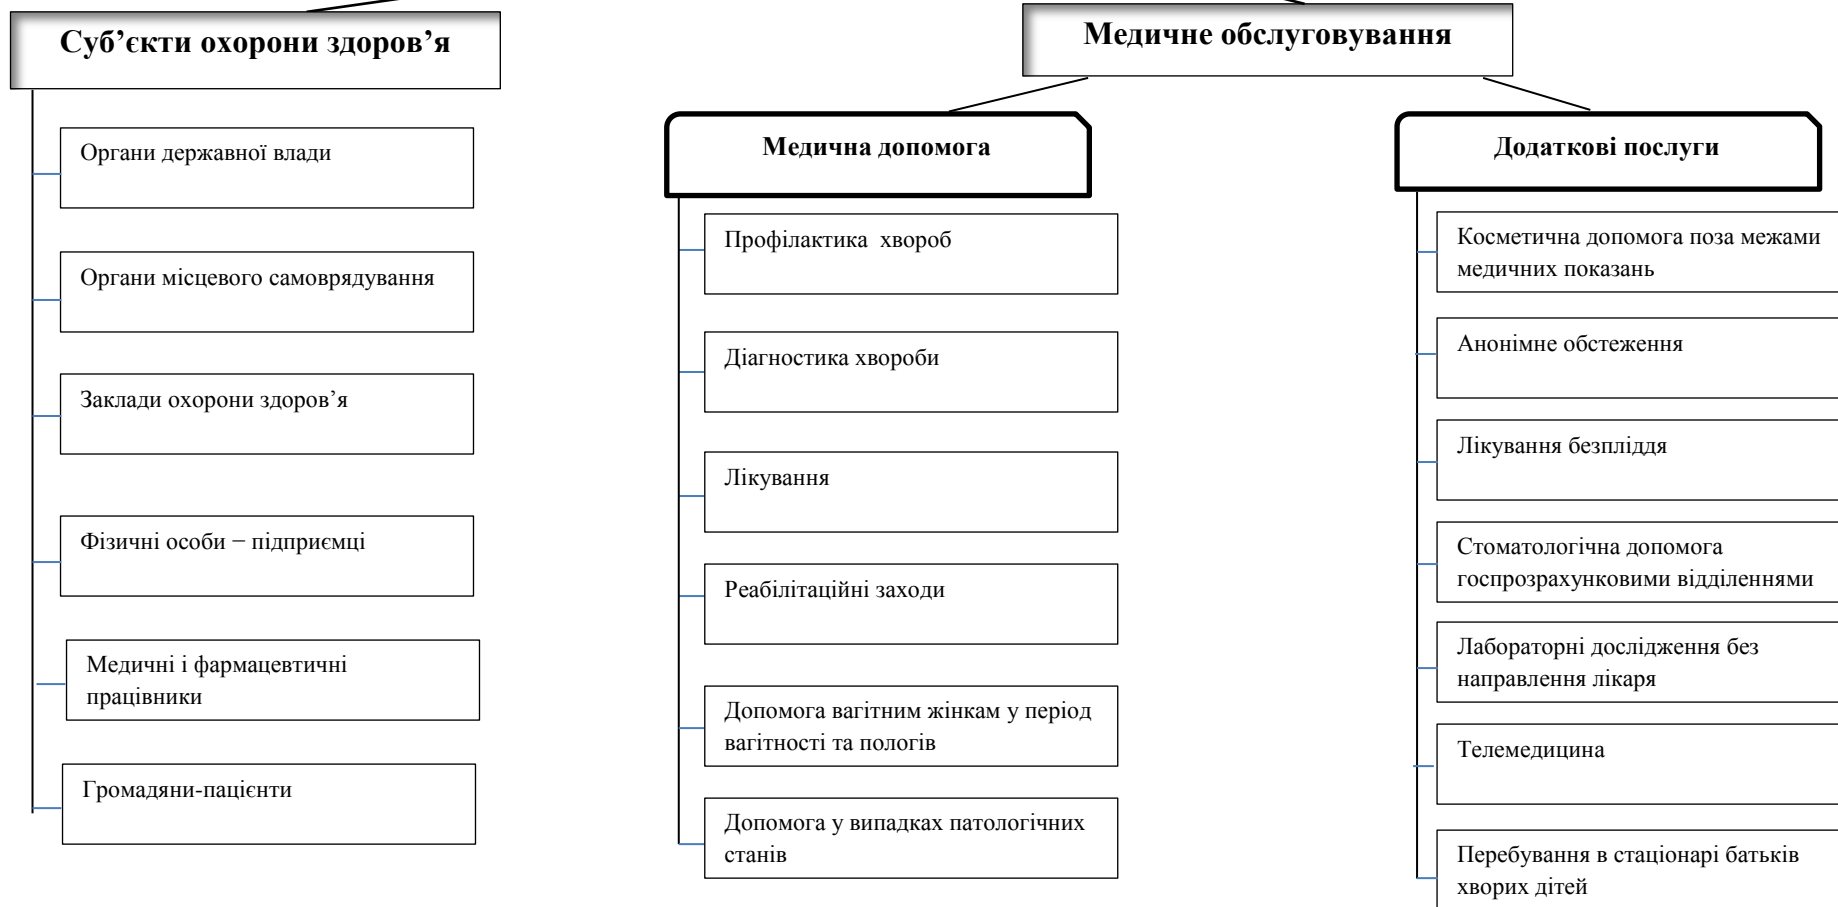 Суб’єкти охорони здоров’я
Органи державної влади
Органи місцевого самоврядування
Заклади охорони здоров’я
Фізичні особи − підприємці
Медичні і фармацевтичні
працівники
Громадяни-пацієнти
Медичне обслуговування
Медична допомога
Профілактика хвороб
Діагностика хвороби
Лікування
Реабілітаційні заходи
Допомога вагітним жінкам у період
вагітності та пологів
Допомога у випадках патологічних
станів
Додаткові послуги
Косметична допомога поза межами
медичних показань
Анонімне обстеження
Лікування безпліддя
Стоматологічна допомога
госпрозрахунковими відділеннями
Лабораторні дослідження без
направлення лікаря
Телемедицина
Перебування в стаціонарі батьків
хворих дітей